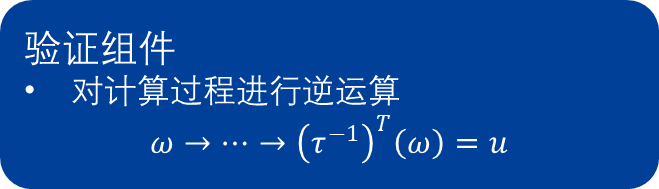 验证组件
• 对计算过程进行逆运算
ω → ⋯ → (τ⁻¹)ᵀ(ω) = u